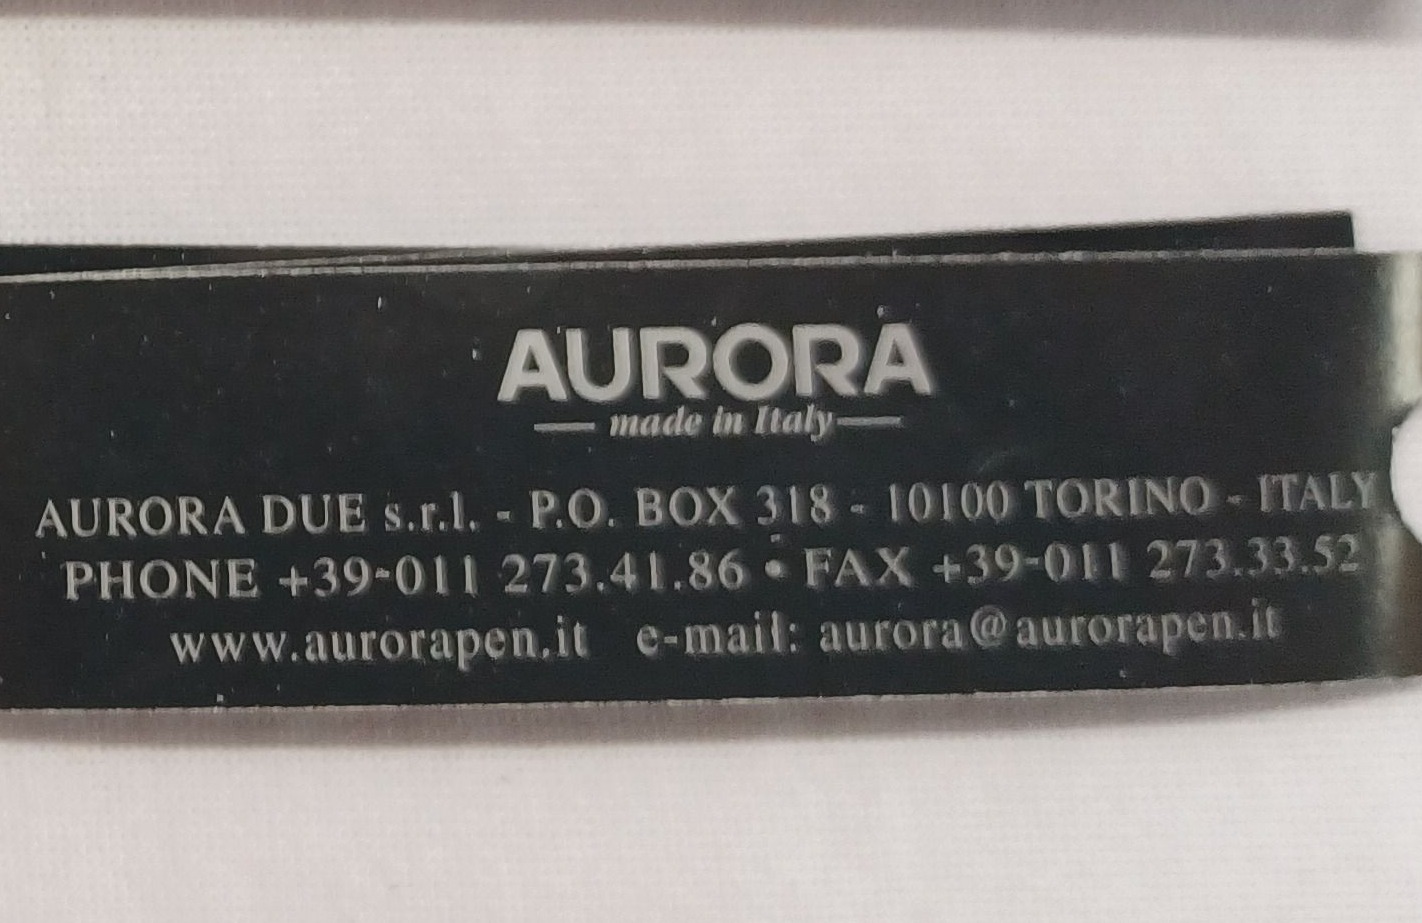 AURORA
made in Italy
AURORA DUE s.r.l. - P.O. BOX 318 - 10100 TORINO - ITALY
PHONE +39-011 273.41.86 • FAX +39-011 273.33.52
www.aurorapen.it e-mail: aurora@aurorapen.it